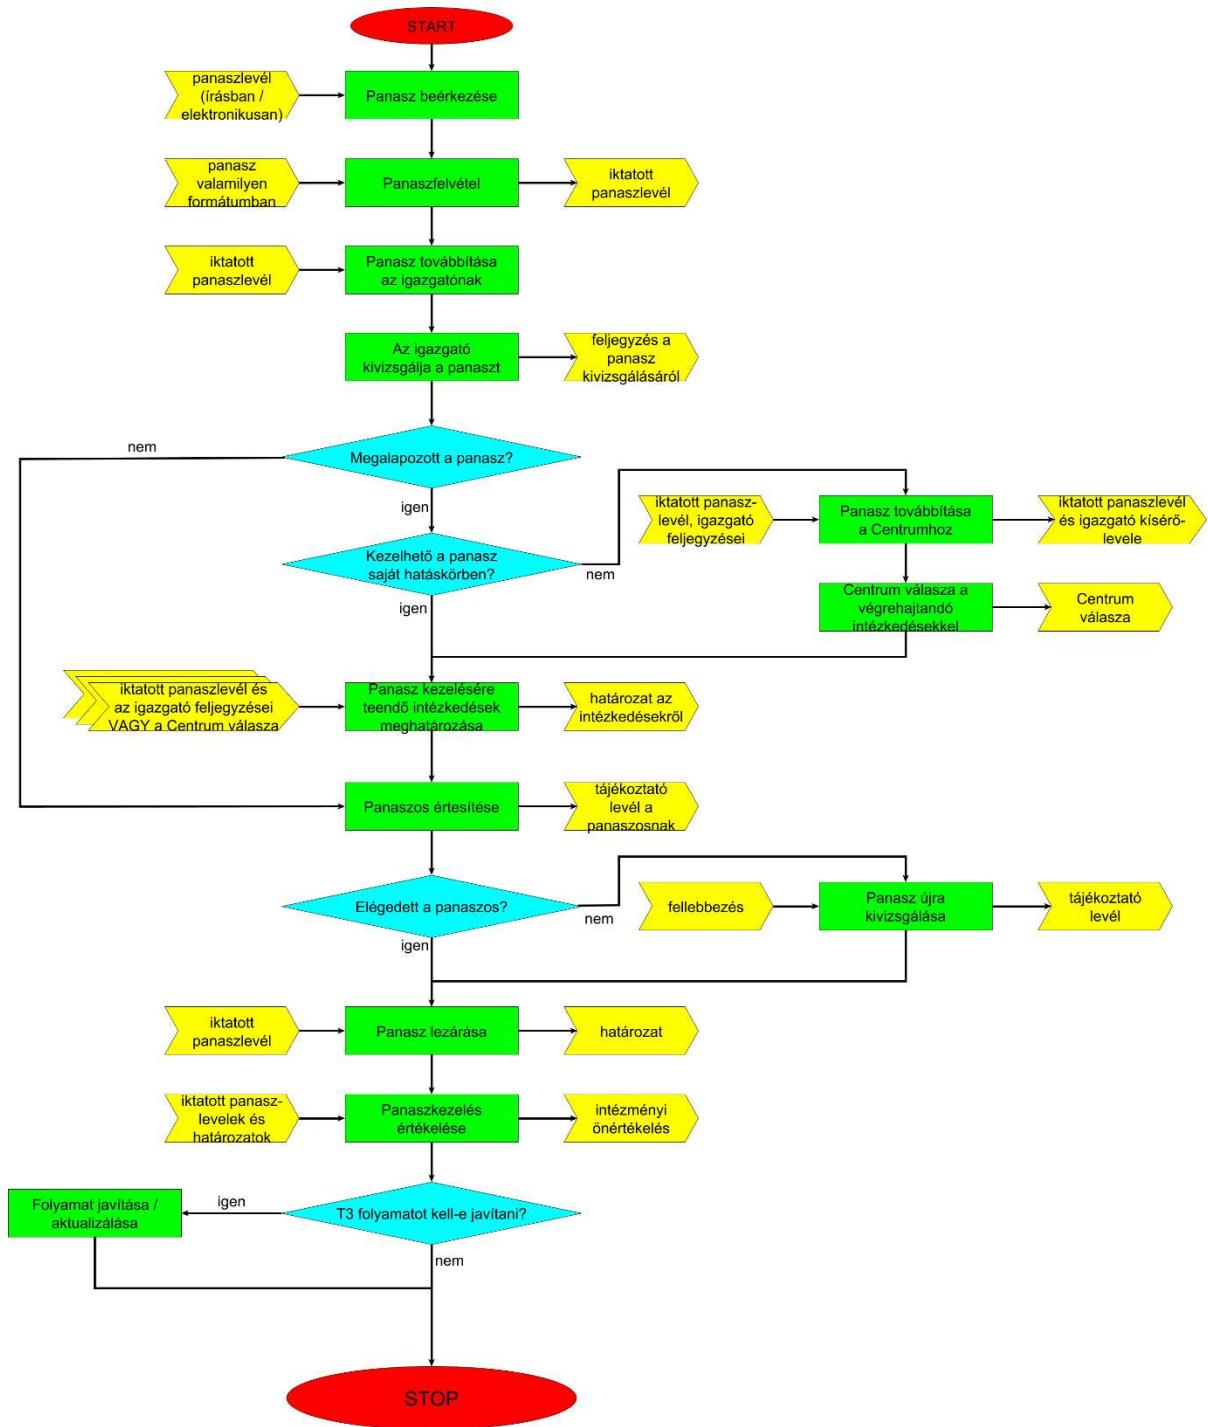 START
panaszlevél
(írásban /
elektronikusan)
Panasz beérkezése
panasz
valamilyen
formátumban
Panaszfelvétel
iktatott
panaszlevél
iktatott
panaszlevél
Panasz továbbítása
az igazgatónak
Az igazgató
kivizsgálja a panaszt
feljegyzés a
panasz
kivizsgálásáról
nem
Megalapozott a panasz?
igen
iktatott panasz-
levél, igazgató
feljegyzései
Panasz továbbítása
a Centrumhoz
iktatott panaszlevél
és igazgató kísérő-
levele
Kezelhető a panasz
saját hatáskörben?
nem
igen
Centrum válasza a
végrehajtandó
intézkedésekkel
Centrum
válasza
iktatott panaszlevél és
az igazgató feljegyzései
VAGY a Centrum válasza
Panasz kezelésére
teendő intézkedések
meghatározása
határozat az
intézkedésekről
Panaszos értesítése
tájékoztató
levél a
panaszosnak
Elégedett a panaszos?
nem
igen
fellebbezés
Panasz újra
kivizsgálása
tájékoztató
levél
iktatott
panaszlevél
Panasz lezárása
határozat
iktatott panasz-
levelek és
határozatok
Panaszkezelés
értékelése
intézményi
önértékelés
Folyamat javítása /
aktualizálása
igen
T3 folyamatot kell-e javítani?
nem
STOP